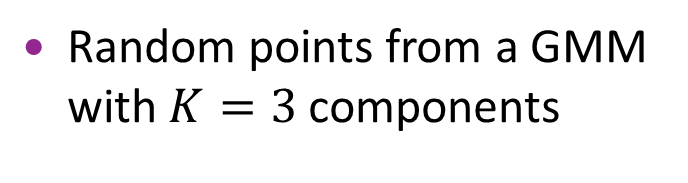 • Random points from a GMM
with K = 3 components